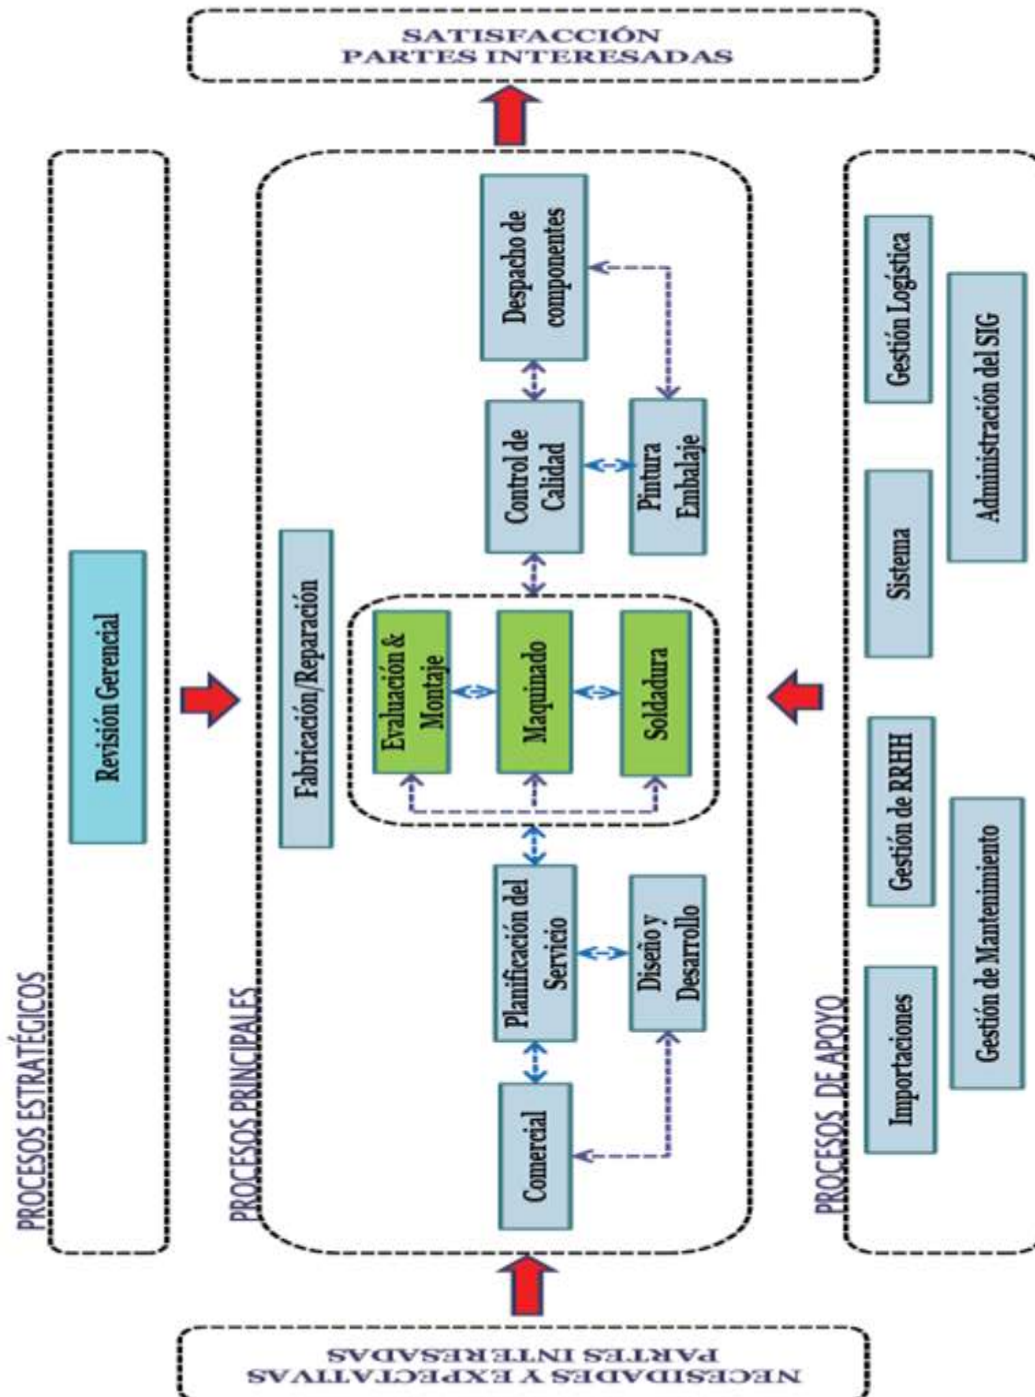 PROCESOS ESTRATÉGICOS
Revisión Gerencial
NECESIDADES Y EXPECTATIVAS
PARTES INTERESADAS
PROCESOS PRINCIPALES
Fabricación/Reparación
Comercial
Planificación del
Servicio
Diseño y
Desarrollo
Evaluación &
Montaje
Maquinado
Soldadura
Control de
Calidad
Pintura
Embalaje
Despacho de
componentes
SATISFACCIÓN
PARTES INTERESADAS
PROCESOS DE APOYO
Importaciones
Gestión de RRHH
Sistema
Gestión Logística
Gestión de Mantenimiento
Administración del SIG